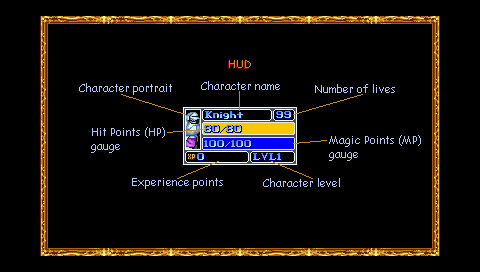 HUD
Character portrait
Character name
Number of lives
Knight
99
Hit Points (HP)
gauge
80/80
100/100
Magic Points (MP)
gauge
XP 0
LVL1
Experience points
Character level